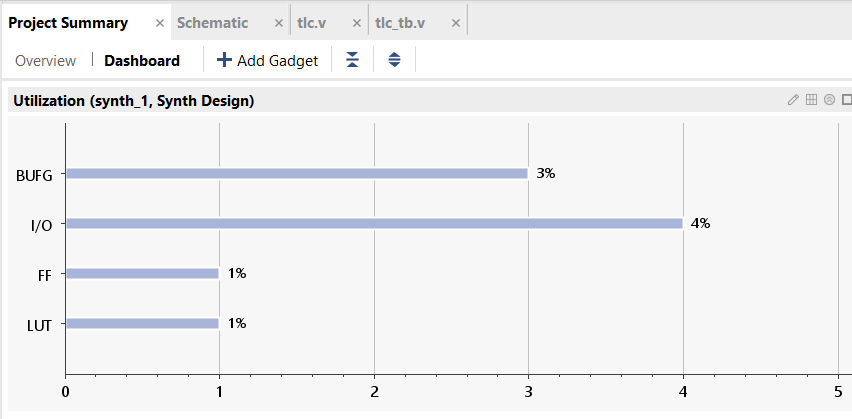 Project Summary × Schematic × tlc.v × tlc_tb.v ×
Overview | Dashboard + Add Gadget
Utilization (synth_1, Synth Design)
BUFG 3%
I/O 4%
FF 1%
LUT 1%
0 1 2 3 4 5